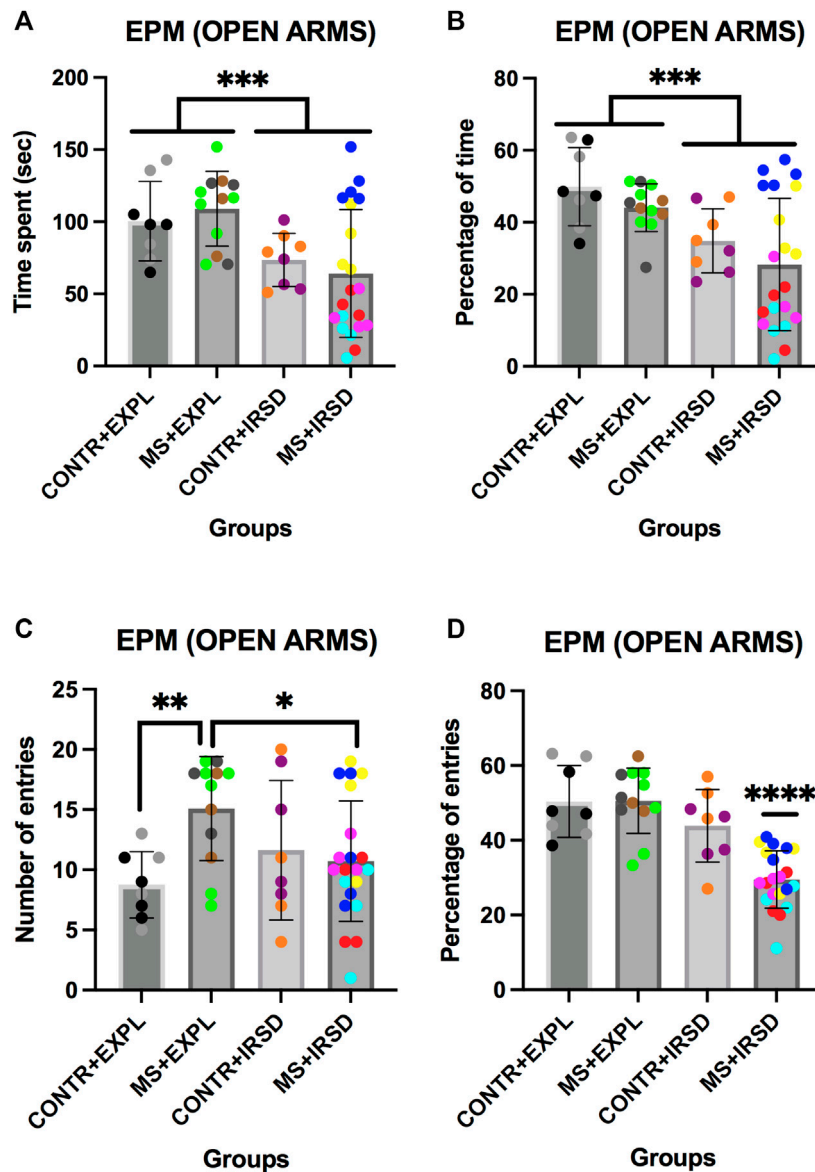 A
EPM (OPEN ARMS)
***
Time spent (sec)
200
150
100
50
0
CONTR+EXPL
MS+EXPL
CONTR+IRSD
MS+IRSD
Groups
B
EPM (OPEN ARMS)
***
Percentage of time
80
60
40
20
0
CONTR+EXPL
MS+EXPL
CONTR+IRSD
MS+IRSD
Groups
C
EPM (OPEN ARMS)
**
*
Number of entries
25
20
15
10
5
0
CONTR+EXPL
MS+EXPL
CONTR+IRSD
MS+IRSD
Groups
D
EPM (OPEN ARMS)
****
Percentage of entries
80
60
40
20
0
CONTR+EXPL
MS+EXPL
CONTR+IRSD
MS+IRSD
Groups